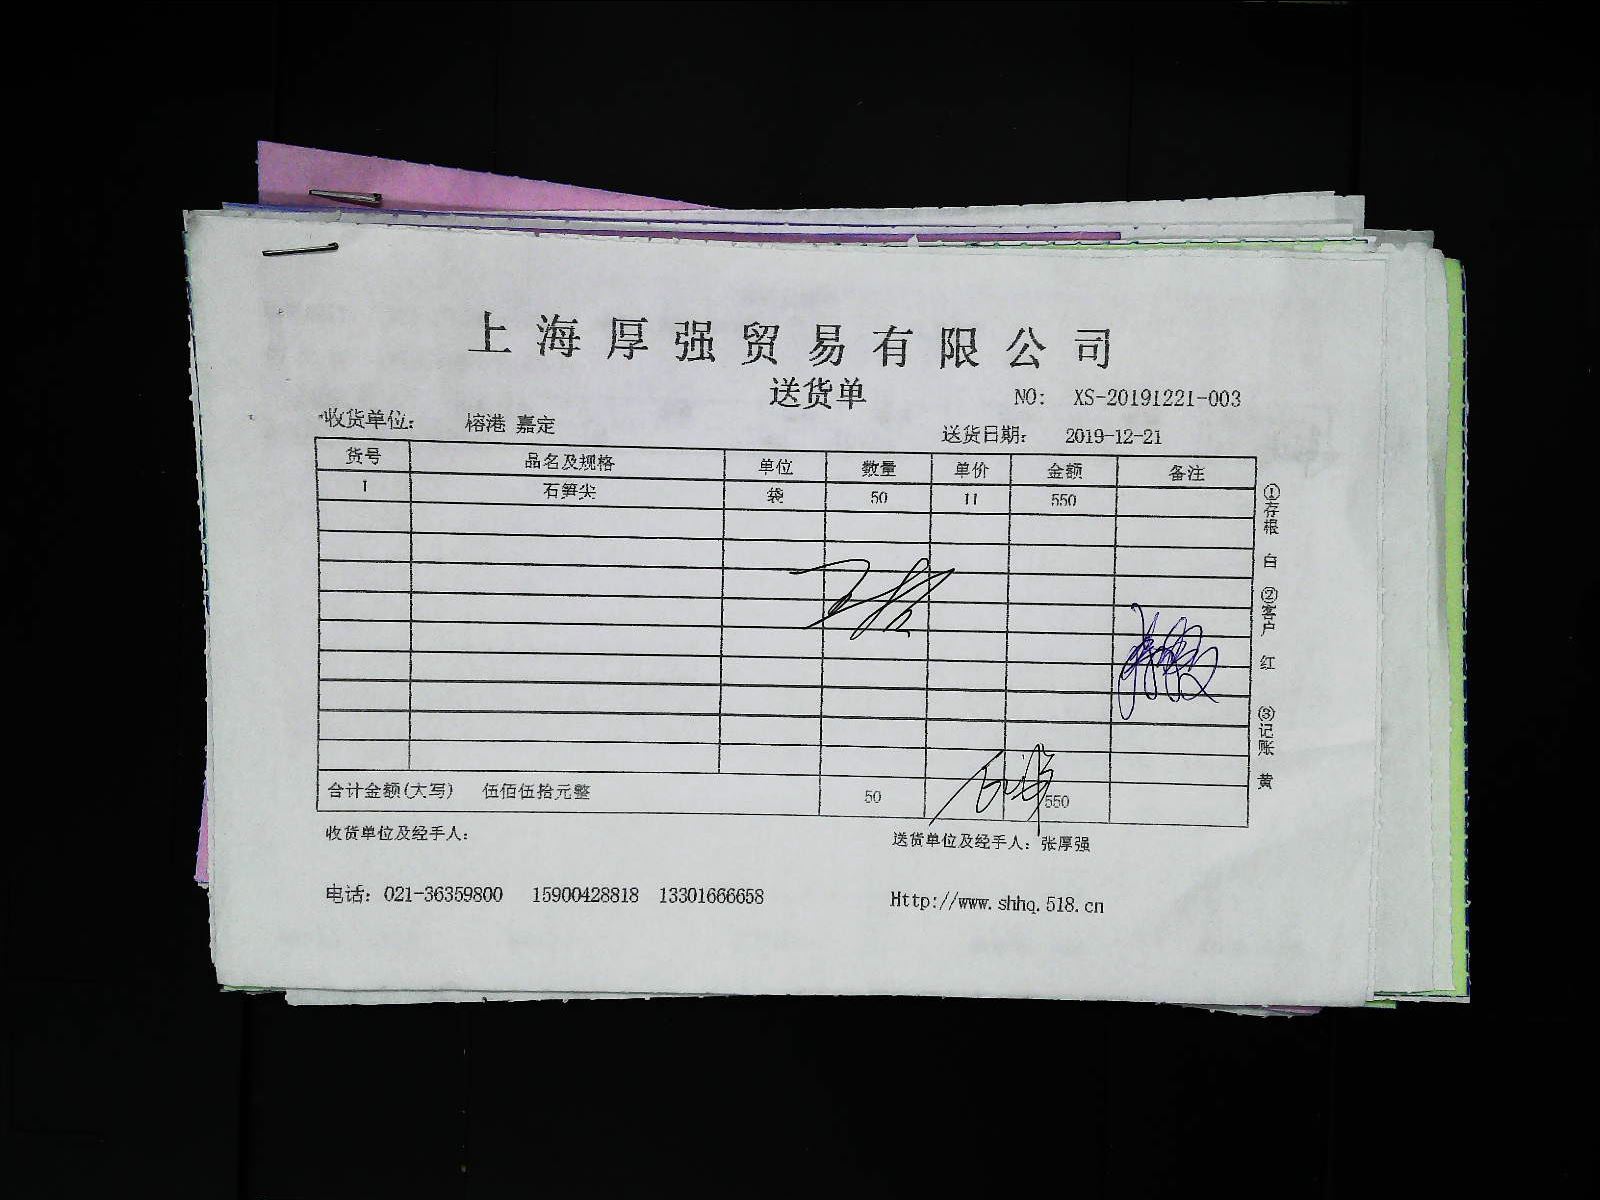 上海厚强贸易有限公司
送货单
NO: XS-20191221-003
收货单位: 榕港 嘉定
送货日期: 2019-12-21
货号 品名及规格 单位 数量 单价 金额 备注
1 石笋尖 袋 50 11 550
合计金额(大写) 伍佰伍拾元整 50 550
收货单位及经手人:
送货单位及经手人: 张厚强
电话: 021-36359800 15900428818 13301666658
Http://www.shhq.518.cn
①存根 白 ②客户 红 ③记账 黄